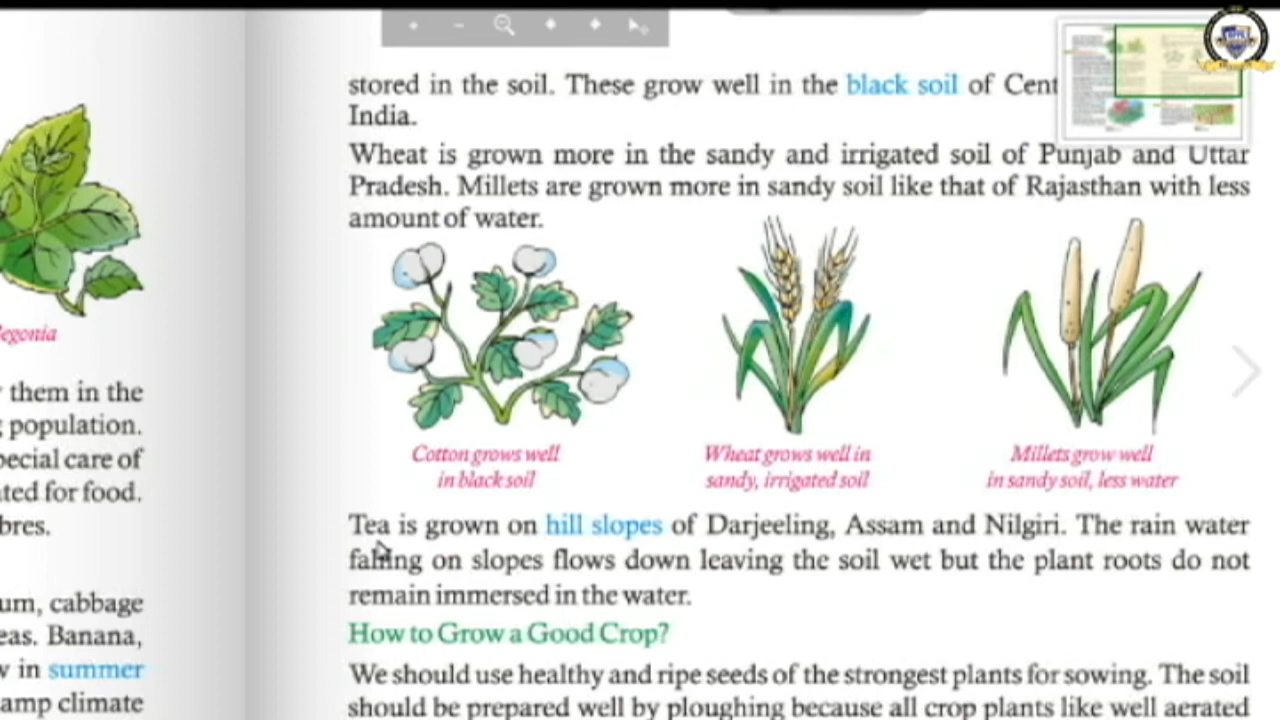 egonia
them in the
population.
pecial care of
ted for food.
bres.
um, cabbage
eas. Banana,
in summer
amp climate
stored in the soil. These grow well in the black soil of Cent
India.
Wheat is grown more in the sandy and irrigated soil of Punjab and Uttar
Pradesh. Millets are grown more in sandy soil like that of Rajasthan with less
amount of water.
Cotton grows well
in black soil
Wheat grows well in
sandy, irrigated soil
Millets grow well
in sandy soil, less water
Tea is grown on hill slopes of Darjeeling, Assam and Nilgiri. The rain water
falling on slopes flows down leaving the soil wet but the plant roots do not
remain immersed in the water.
How to Grow a Good Crop?
We should use healthy and ripe seeds of the strongest plants for sowing. The soil
should be prepared well by ploughing because all crop plants like well aerated